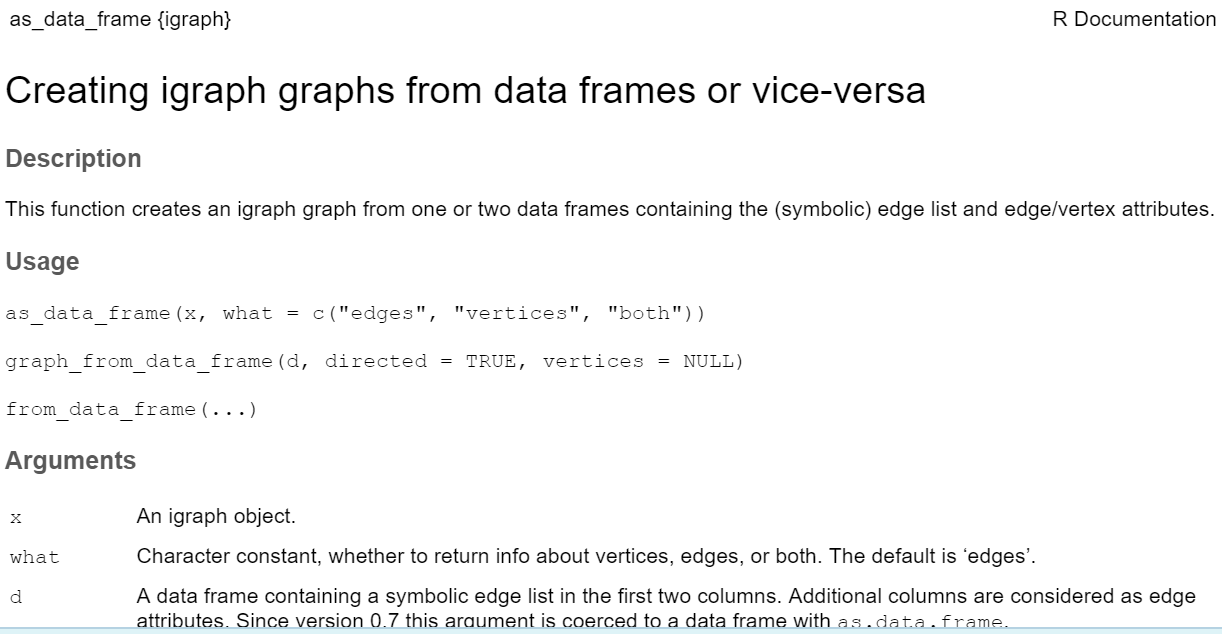 as_data_frame {igraph}
R Documentation
Creating igraph graphs from data frames or vice-versa
Description
This function creates an igraph graph from one or two data frames containing the (symbolic) edge list and edge/vertex attributes.
Usage
as_data_frame(x, what = c("edges", "vertices", "both"))
graph_from_data_frame(d, directed = TRUE, vertices = NULL)
from_data_frame(...)
Arguments
x An igraph object.
what Character constant, whether to return info about vertices, edges, or both. The default is ‘edges’.
d A data frame containing a symbolic edge list in the first two columns. Additional columns are considered as edge
attributes. Since version 0.7 this argument is coerced to a data frame with as.data.frame.